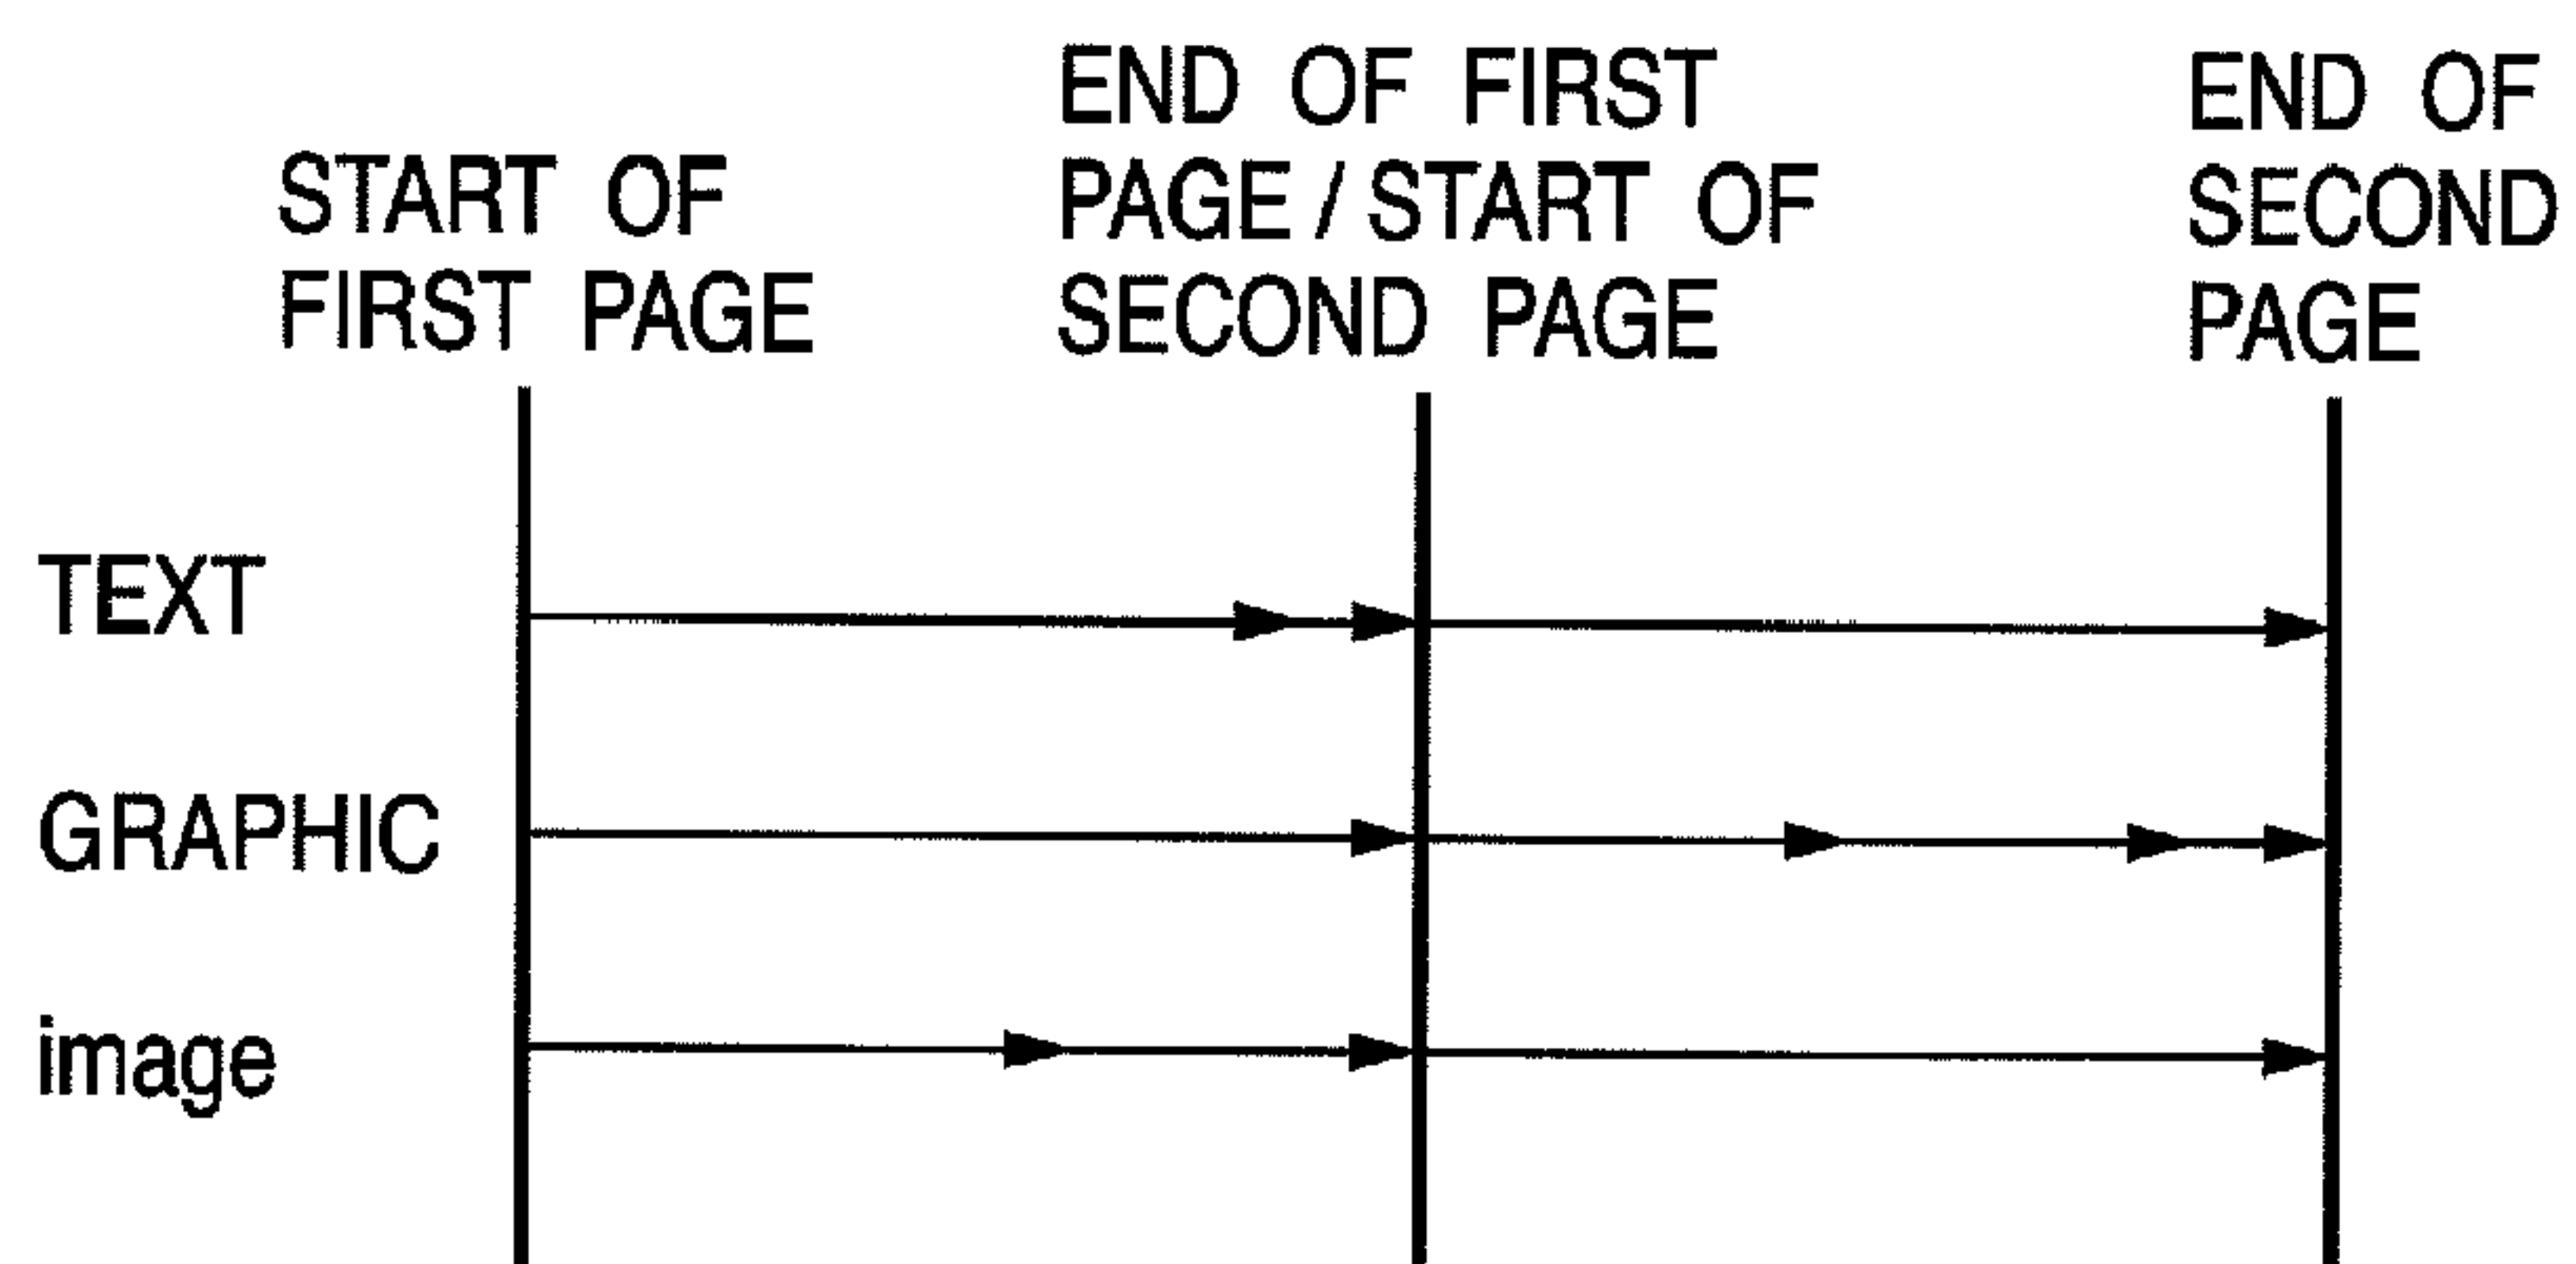 START OF
FIRST PAGE
END OF FIRST
PAGE / START OF
SECOND PAGE
END OF
SECOND
PAGE
TEXT
GRAPHIC
image